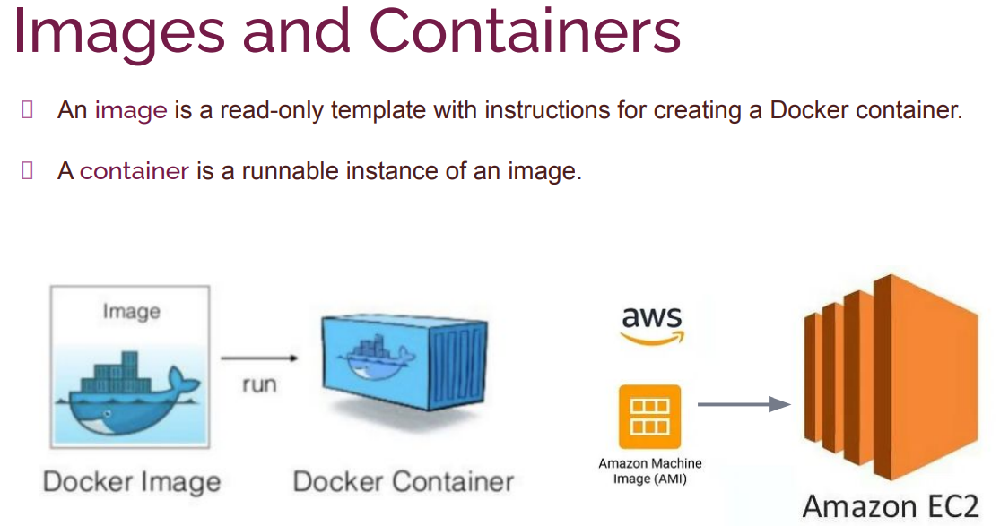 Images and Containers
An image is a read-only template with instructions for creating a Docker container.
A container is a runnable instance of an image.
Image
run
Docker Image
Docker Container
aws
Amazon Machine
Image (AMI)
Amazon EC2